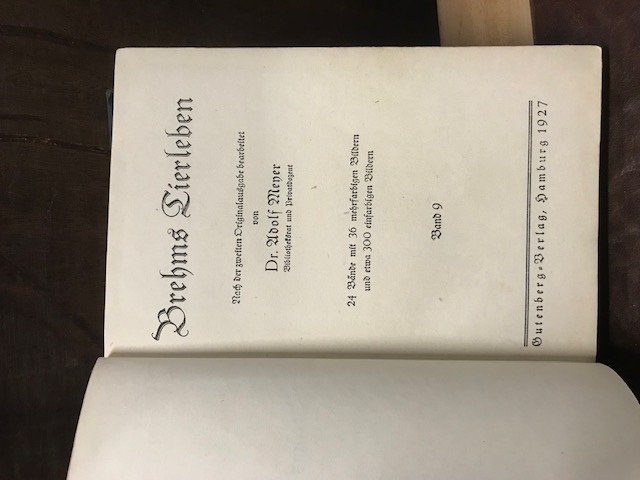 Brehms Tierleben
Nach der zweiten Originalausgabe bearbeitet
von
Dr. Adolf Meyer
Bibliotheksrat und Privatdozent
24 Bände mit 36 mehrfarbigen Bildern
und etwa 300 einfarbigen Bildern
Band 9
Gutenberg-Verlag, Hamburg 1927